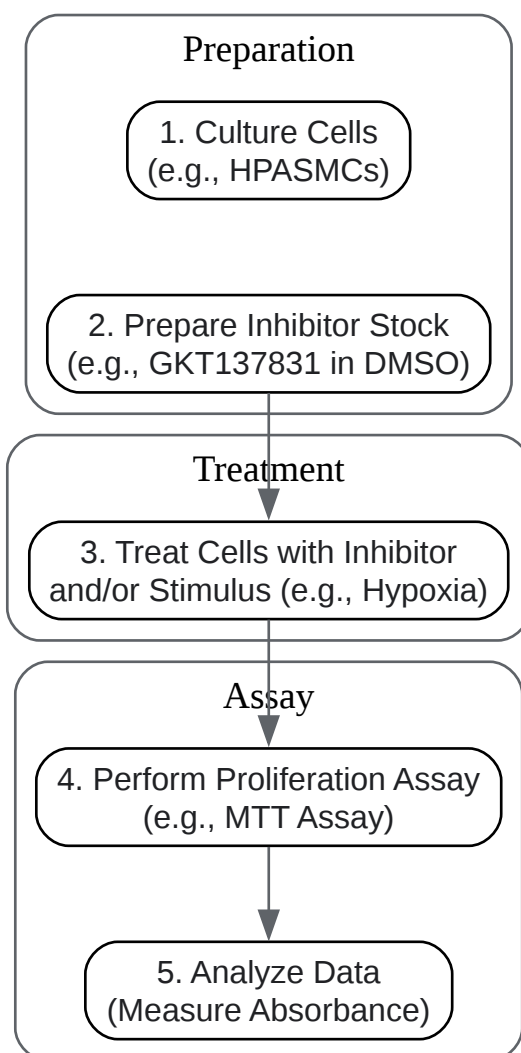 Preparation
1. Culture Cells
(e.g., HPASMCs)
2. Prepare Inhibitor Stock
(e.g., GKT137831 in DMSO)
Treatment
3. Treat Cells with Inhibitor
and/or Stimulus (e.g., Hypoxia)
Assay
4. Perform Proliferation Assay
(e.g., MTT Assay)
5. Analyze Data
(Measure Absorbance)